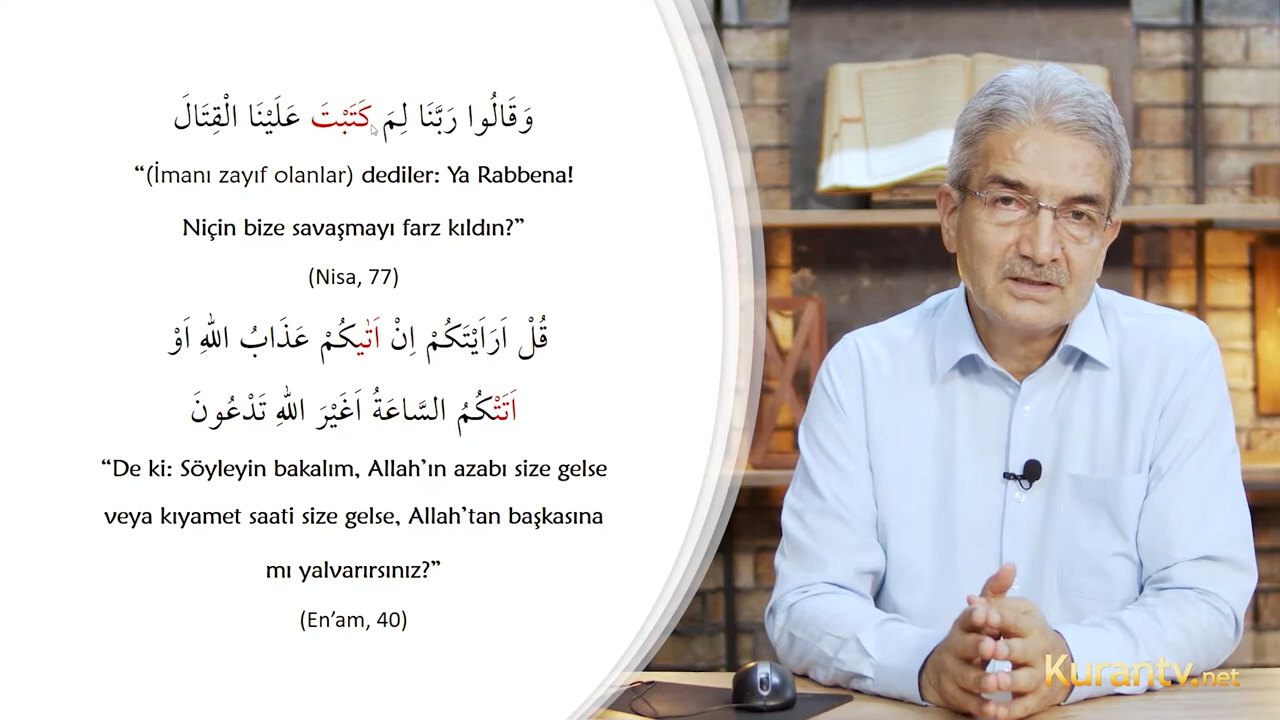 وَقَالُوا رَبَّنَا لِمَ كَتَبْتَ عَلَيْنَا الْقِتَالَ
“(İmanı zayıf olanlar) dediler: Ya Rabbena!
Niçin bize savaşmayı farz kıldın?”
(Nisa, 77)
قُلْ اَرَاَيْتَكُمْ اِنْ اَتٰيكُمْ عَذَابُ اللهِ اَوْ
اَتَتْكُمُ السَّاعَةُ اَغَيْرَ اللهِ تَدْعُونَ
“De ki: Söyleyin bakalım, Allah’ın azabı size gelse
veya kıyamet saati size gelse, Allah’tan başkasına
mı yalvarırsınız?”
(En’am, 40)
Kurantv.net